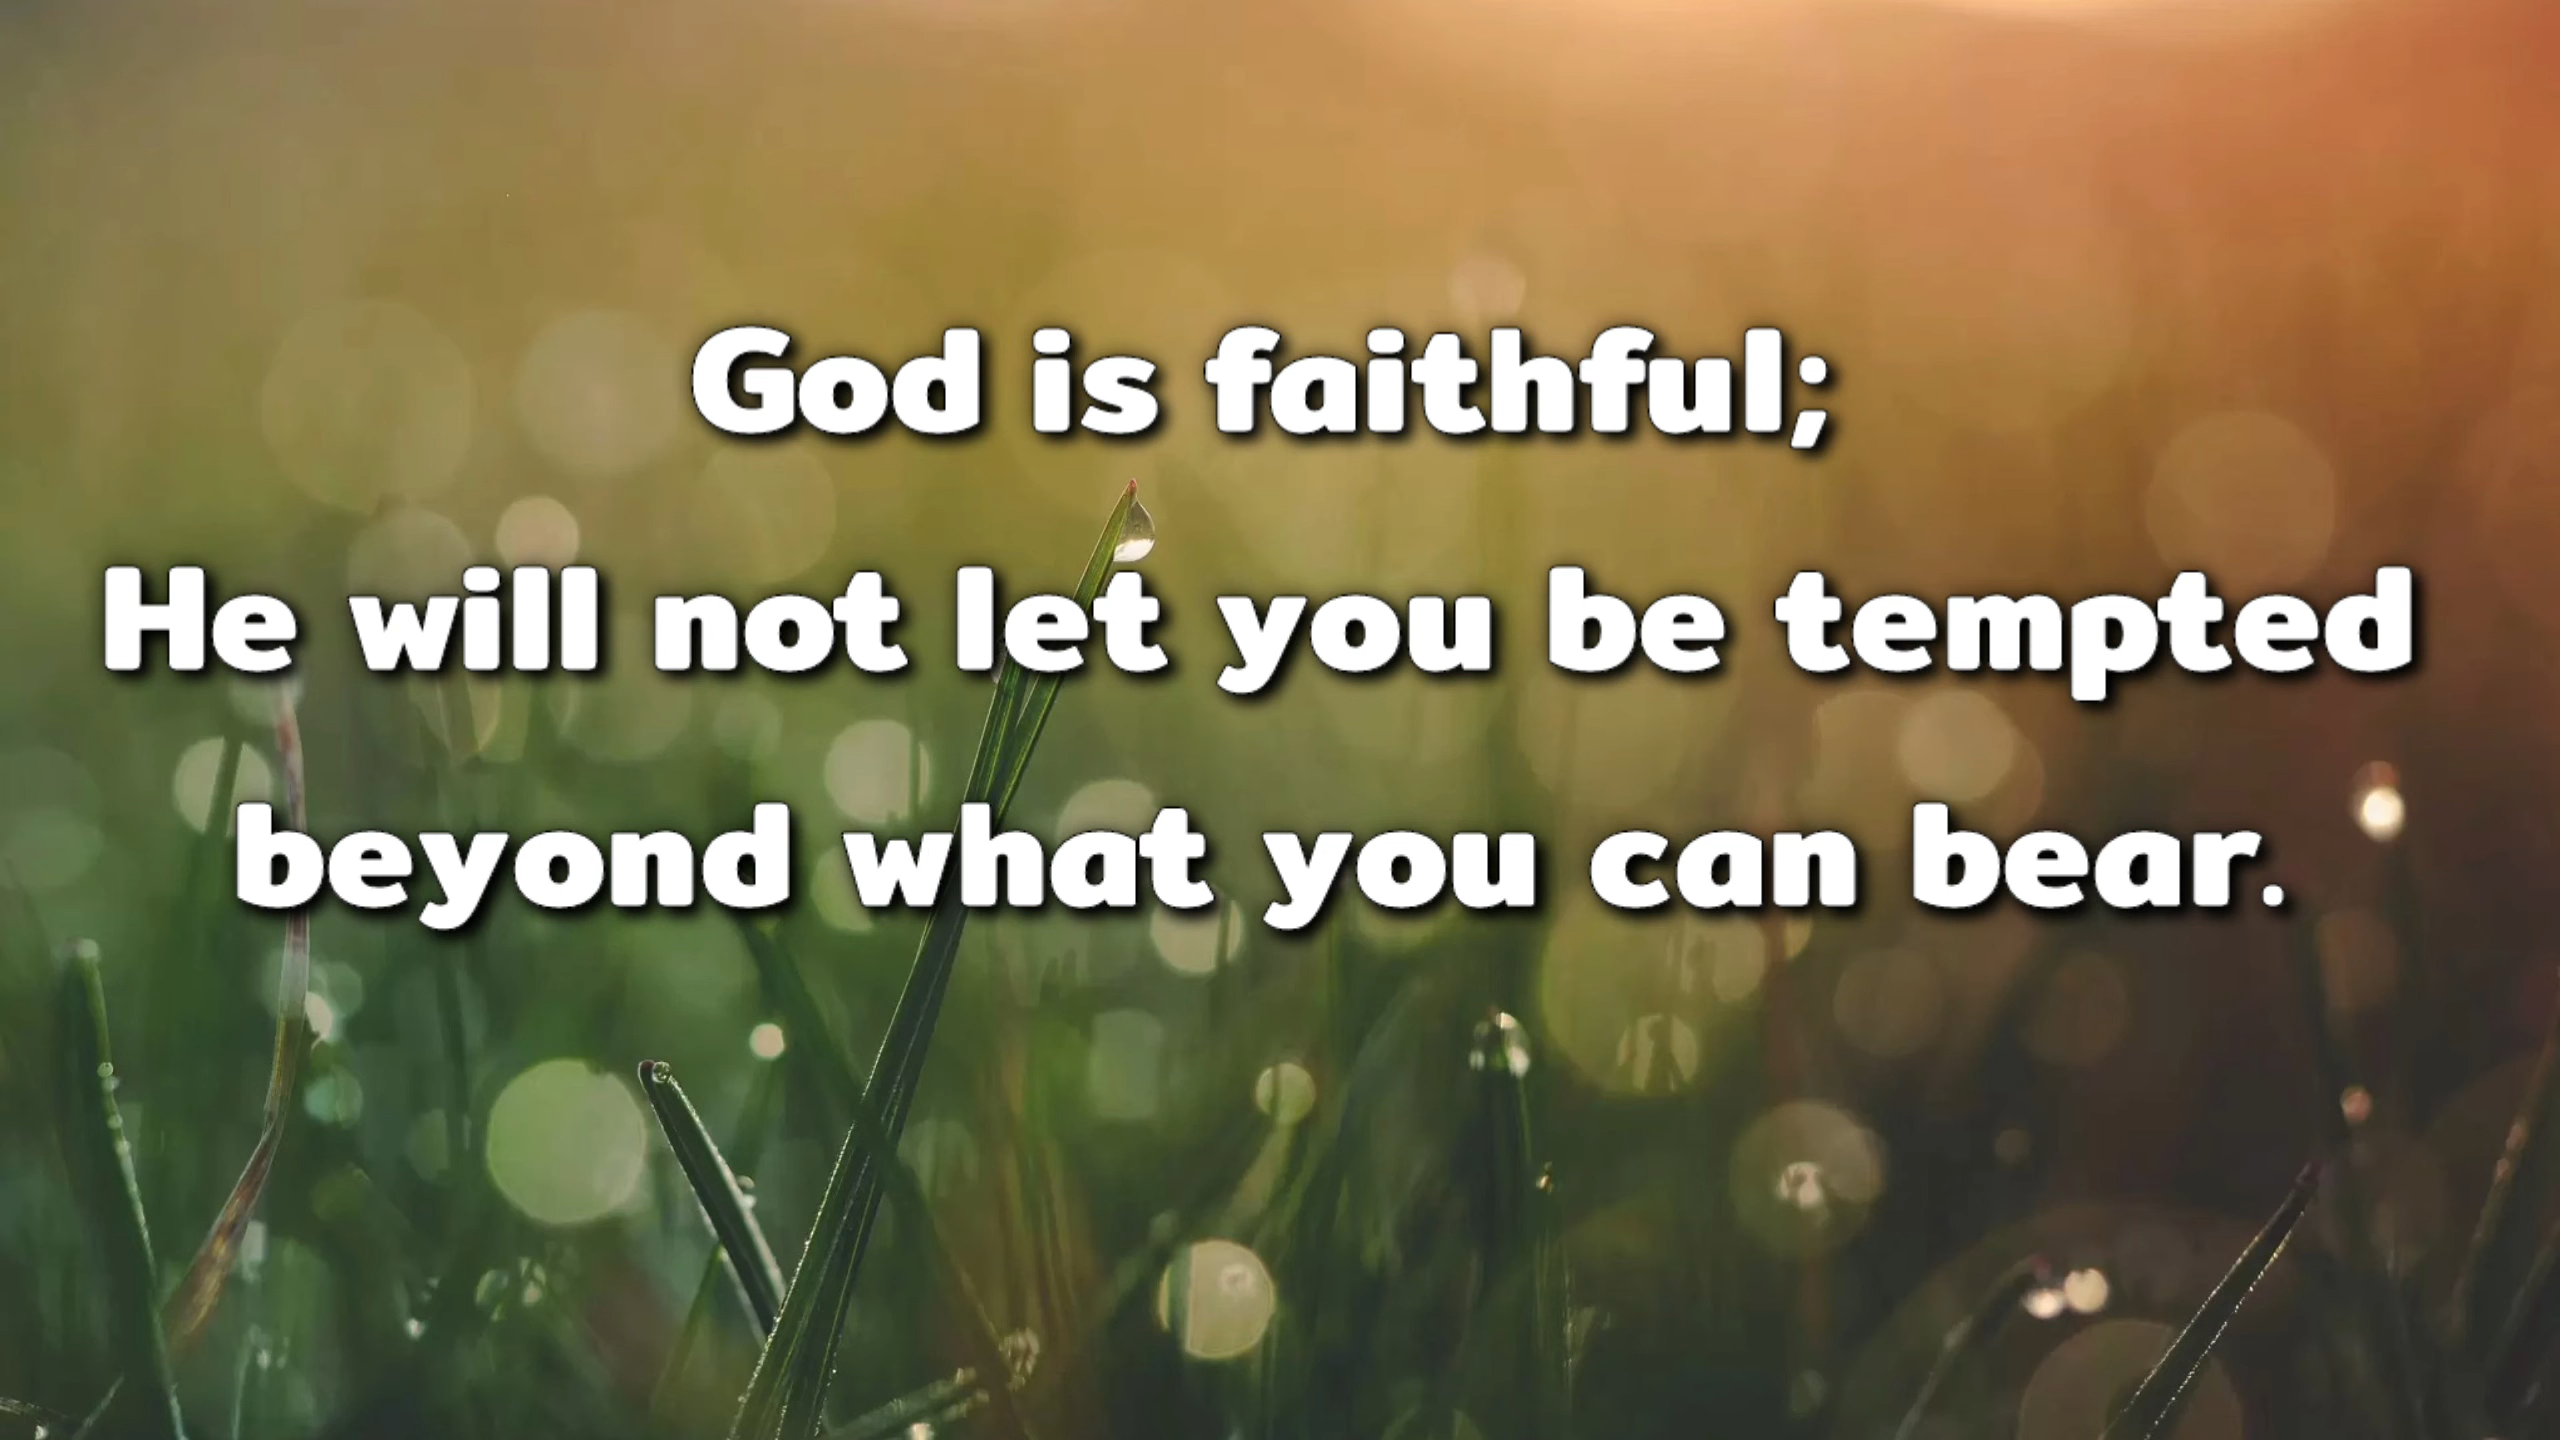 God is faithful;
He will not let you be tempted
beyond what you can bear.